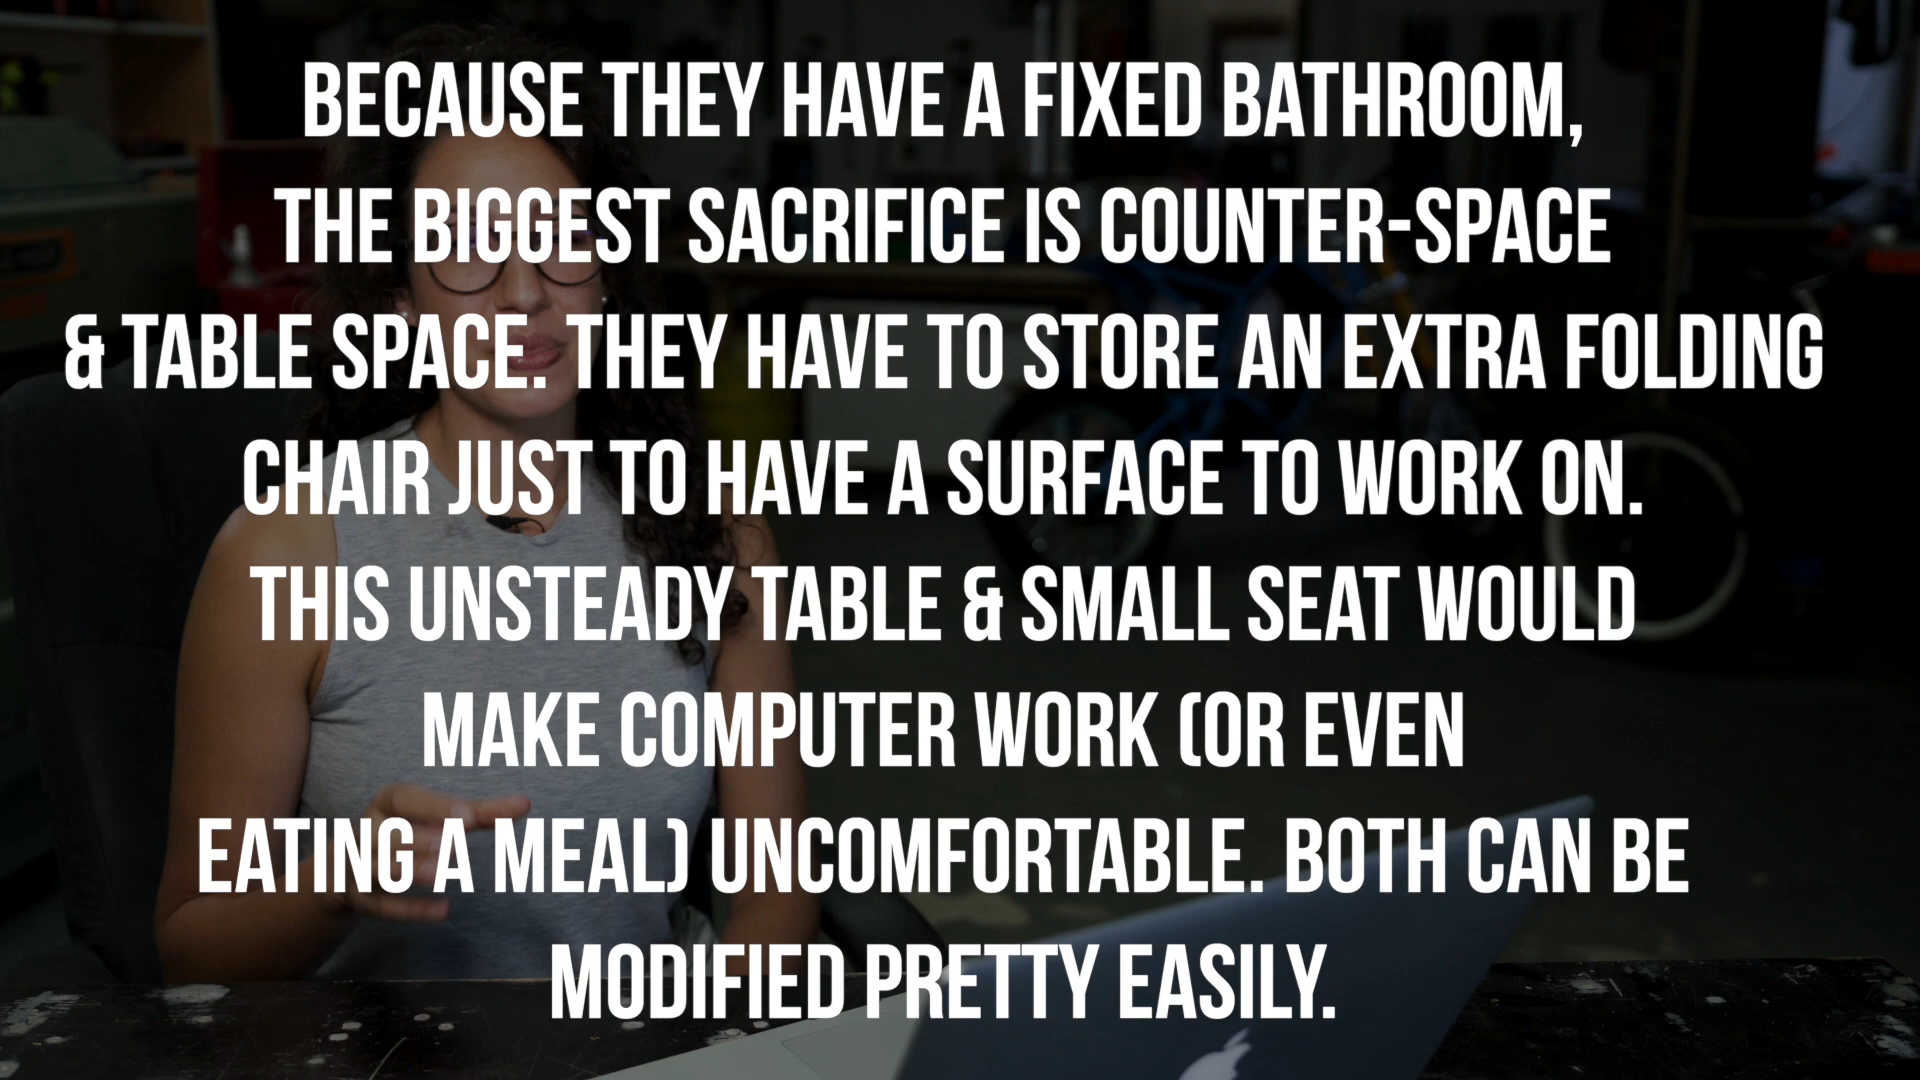 BECAUSE THEY HAVE A FIXED BATHROOM,
THE BIGGEST SACRIFICE IS COUNTER-SPACE
& TABLE SPACE. THEY HAVE TO STORE AN EXTRA FOLDING
CHAIR JUST TO HAVE A SURFACE TO WORK ON.
THIS UNSTEADY TABLE & SMALL SEAT WOULD
MAKE COMPUTER WORK (OR EVEN
EATING A MEAL) UNCOMFORTABLE. BOTH CAN BE
MODIFIED PRETTY EASILY.